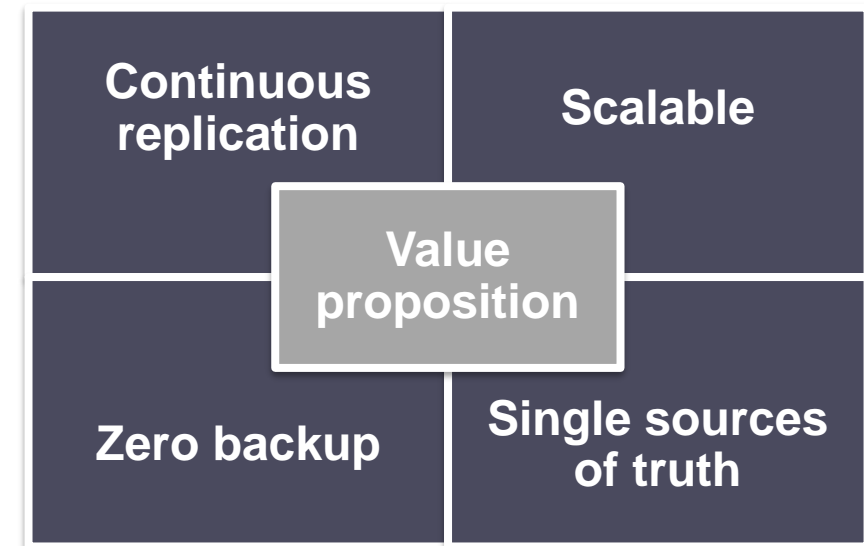 Continuous
replication
Scalable
Value
proposition
Zero backup
Single sources
of truth